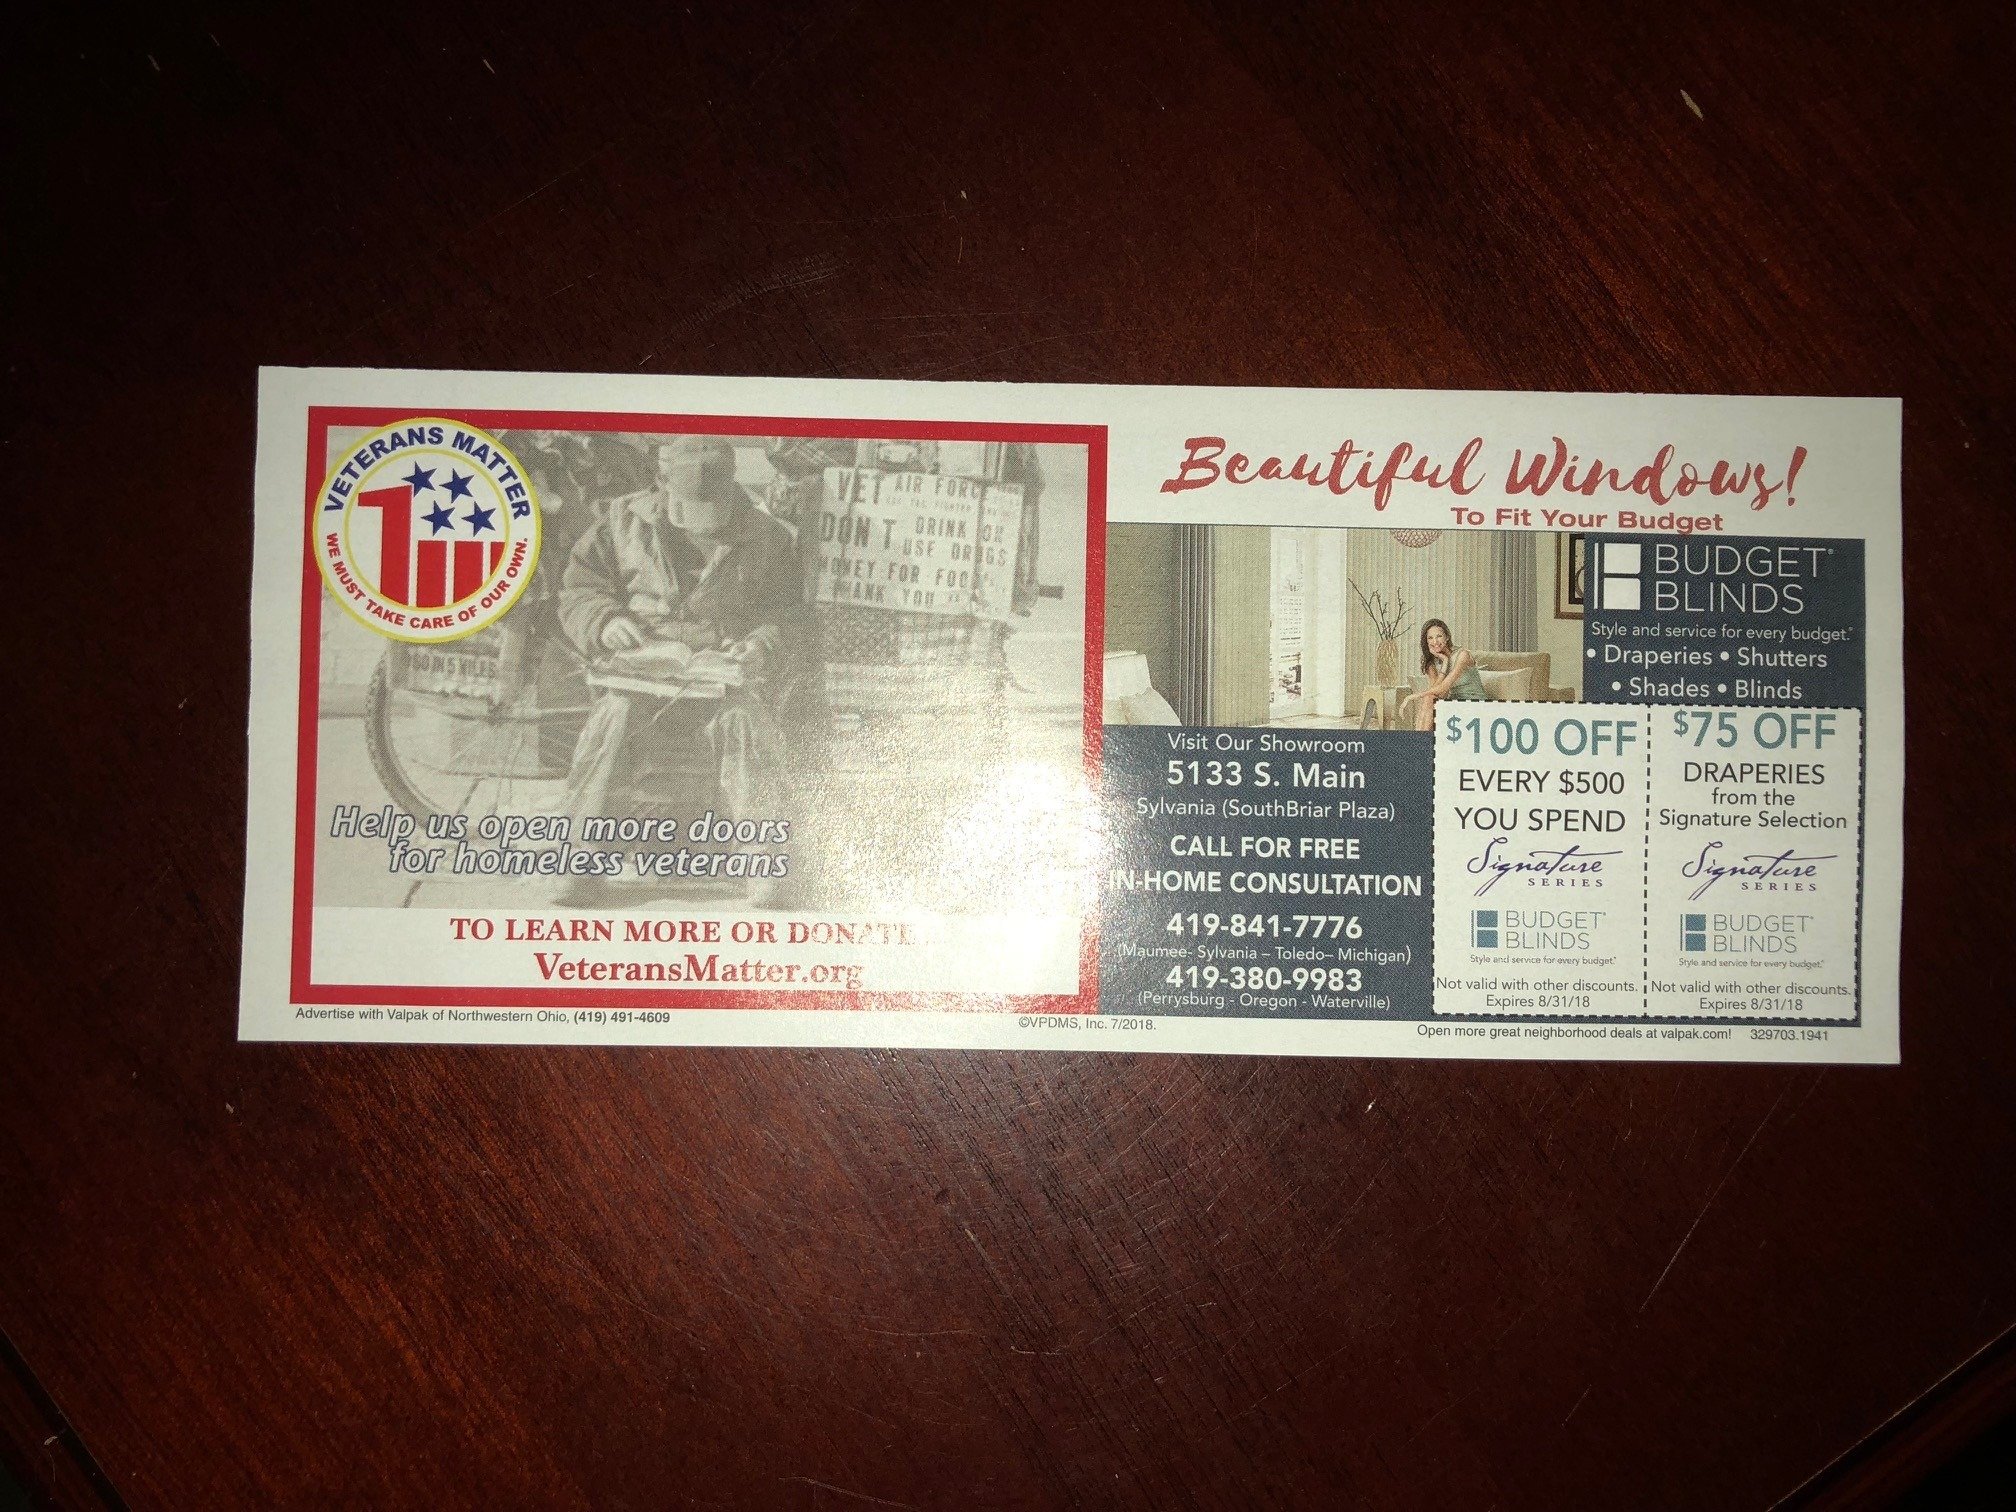 VETERANS MATTER
WE MUST TAKE CARE OF OUR OWN.
VET AIR FORCE
DON'T DRINK OR
USE DRUGS
MONEY FOR FOOD
THANK YOU
Help us open more doors
for homeless veterans
TO LEARN MORE OR DONATE
VeteransMatter.org
Advertise with Valpak of Northwestern Ohio, (419) 491-4609
©VPDMS, Inc. 7/2018.
Beautiful Windows!
To Fit Your Budget
BUDGET®
BLINDS
Style and service for every budget.®
• Draperies • Shutters
• Shades • Blinds
Visit Our Showroom
5133 S. Main
Sylvania (SouthBriar Plaza)
CALL FOR FREE
IN-HOME CONSULTATION
419-841-7776
(Maumee- Sylvania – Toledo– Michigan)
419-380-9983
(Perrysburg - Oregon - Waterville)
$100 OFF
EVERY $500
YOU SPEND
Signature
SERIES
BUDGET®
BLINDS
Style and service for every budget.®
Not valid with other discounts.
Expires 8/31/18
$75 OFF
DRAPERIES
from the
Signature Selection
Signature
SERIES
BUDGET®
BLINDS
Style and service for every budget.®
Not valid with other discounts.
Expires 8/31/18
Open more great neighborhood deals at valpak.com! 329703.1941